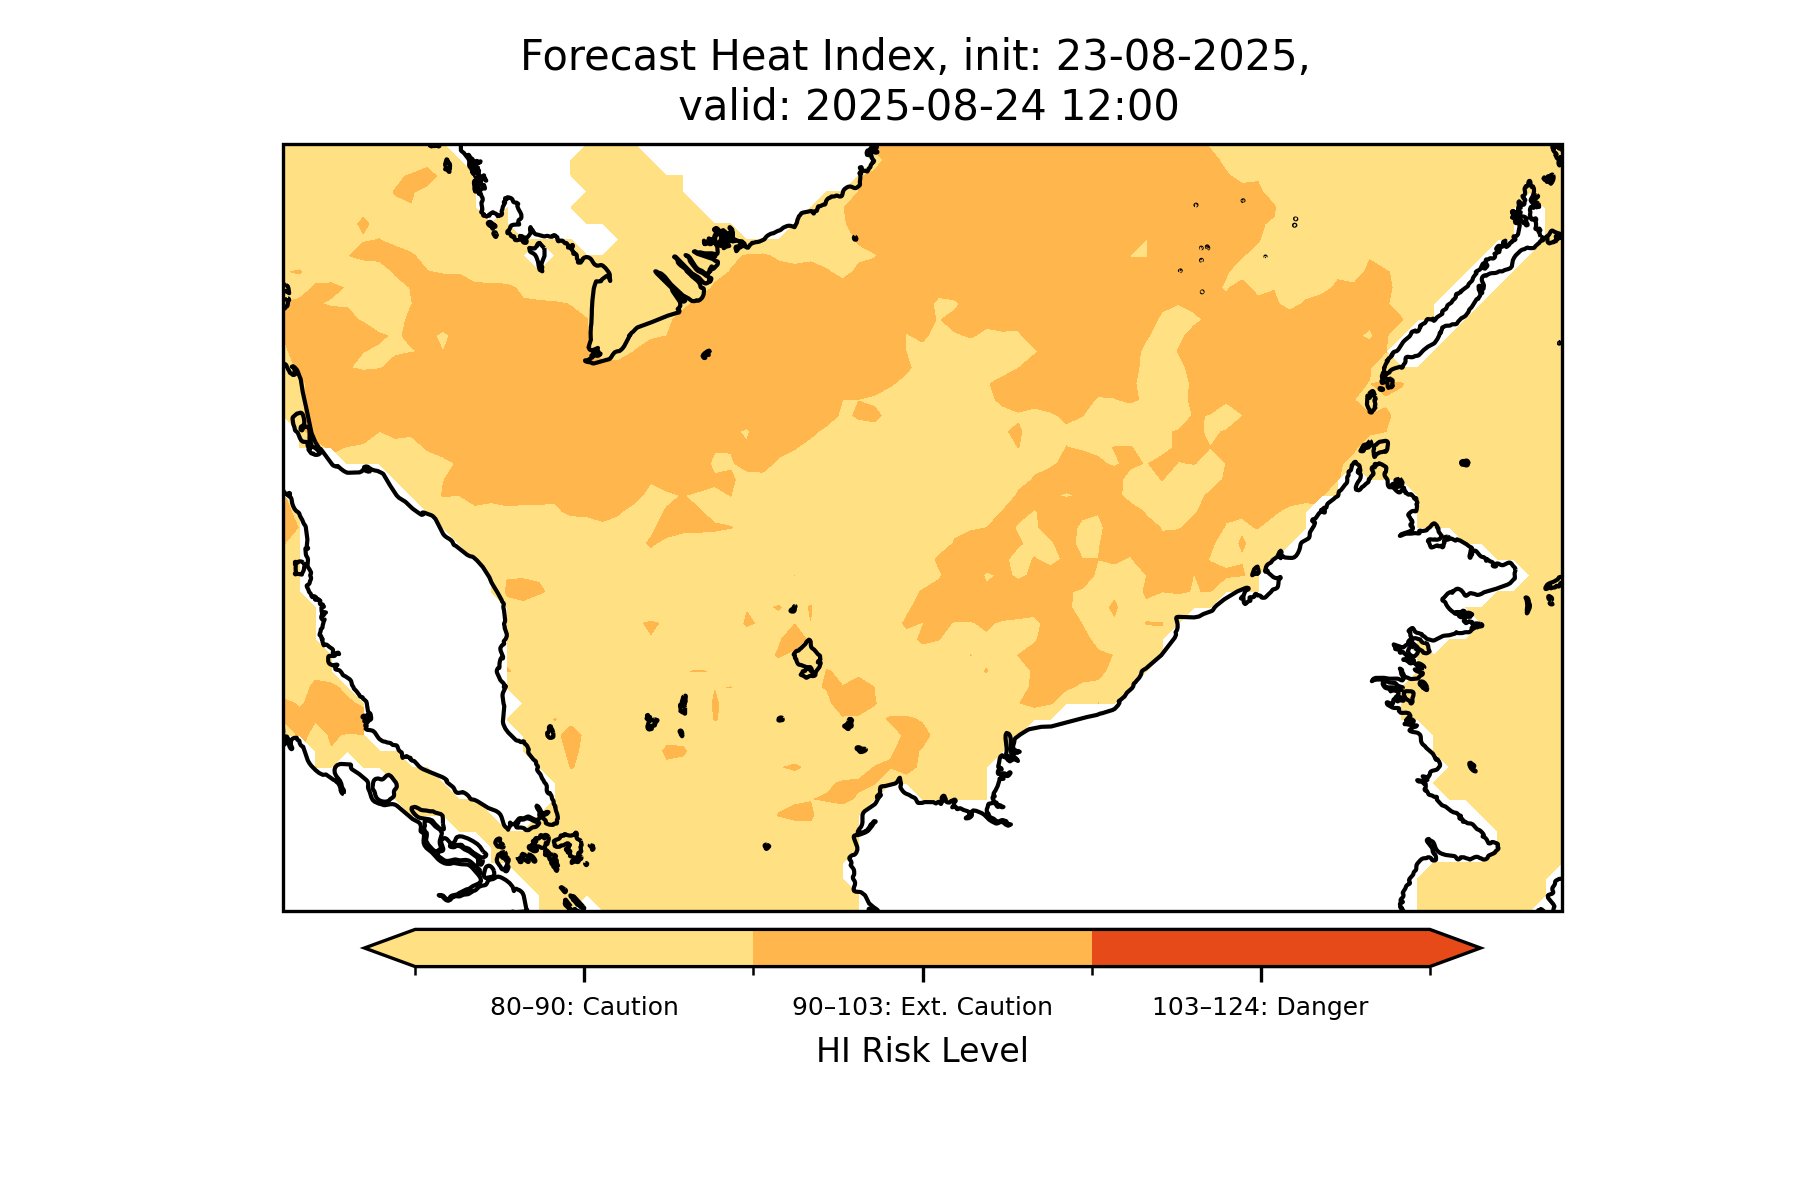 Forecast Heat Index, init: 23-08-2025,
valid: 2025-08-24 12:00
80–90: Caution
90–103: Ext. Caution
103–124: Danger
HI Risk Level